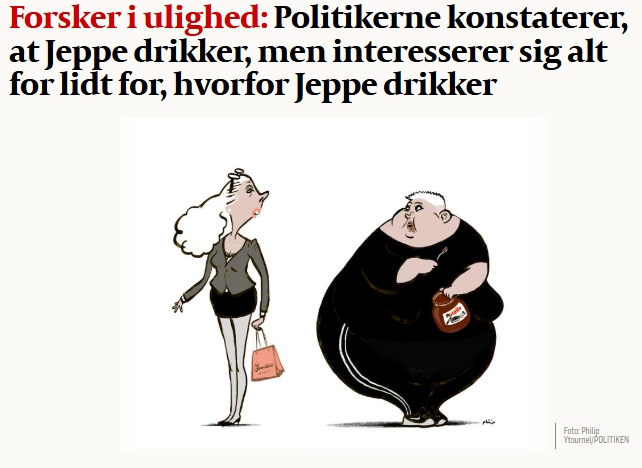 Forsker i ulighed: Politikerne konstaterer,
at Jeppe drikker, men interesserer sig alt
for lidt for, hvorfor Jeppe drikker
Foto: Philip
Ytournel/POLITIKEN